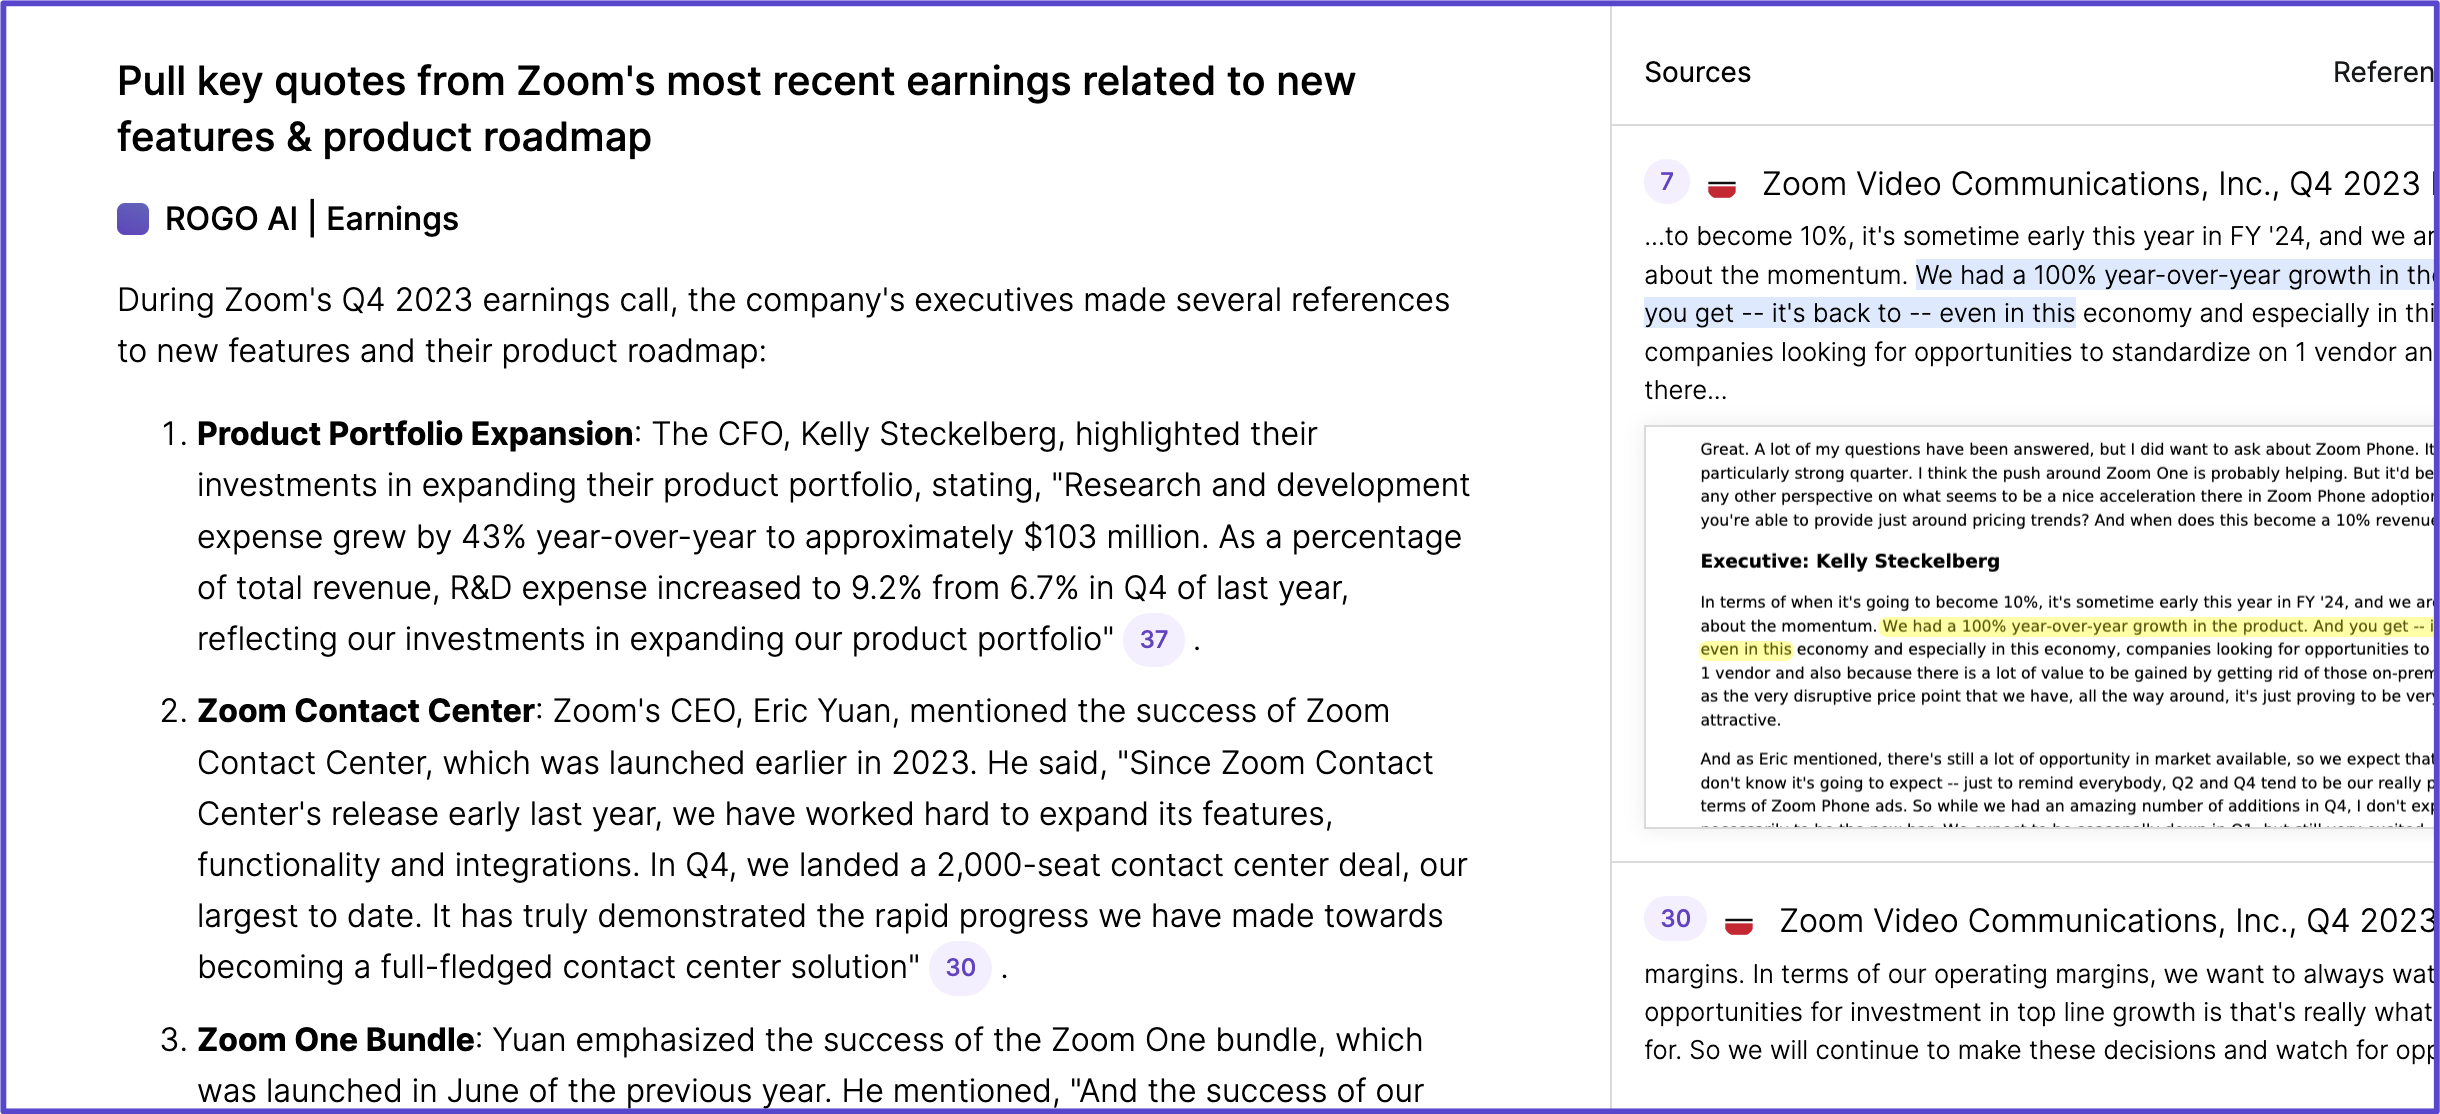 Pull key quotes from Zoom's most recent earnings related to new
features & product roadmap
ROGO AI | Earnings
During Zoom's Q4 2023 earnings call, the company's executives made several references
to new features and their product roadmap:
1. Product Portfolio Expansion: The CFO, Kelly Steckelberg, highlighted their
investments in expanding their product portfolio, stating, "Research and development
expense grew by 43% year-over-year to approximately $103 million. As a percentage
of total revenue, R&D expense increased to 9.2% from 6.7% in Q4 of last year,
reflecting our investments in expanding our product portfolio" 37 .
2. Zoom Contact Center: Zoom's CEO, Eric Yuan, mentioned the success of Zoom
Contact Center, which was launched earlier in 2023. He said, "Since Zoom Contact
Center's release early last year, we have worked hard to expand its features,
functionality and integrations. In Q4, we landed a 2,000-seat contact center deal, our
largest to date. It has truly demonstrated the rapid progress we have made towards
becoming a full-fledged contact center solution" 30 .
3. Zoom One Bundle: Yuan emphasized the success of the Zoom One bundle, which
was launched in June of the previous year. He mentioned, "And the success of our
Sources
Referen
7 Zoom Video Communications, Inc., Q4 2023
...to become 10%, it's sometime early this year in FY '24, and we ar
about the momentum. We had a 100% year-over-year growth in the
you get -- it's back to -- even in this economy and especially in thi
companies looking for opportunities to standardize on 1 vendor an
there...
Great. A lot of my questions have been answered, but I did want to ask about Zoom Phone. It
particularly strong quarter. I think the push around Zoom One is probably helping. But it'd be
any other perspective on what seems to be a nice acceleration there in Zoom Phone adoption
you're able to provide just around pricing trends? And when does this become a 10% revenue
Executive: Kelly Steckelberg
In terms of when it's going to become 10%, it's sometime early this year in FY '24, and we are
about the momentum. We had a 100% year-over-year growth in the product. And you get -- i
even in this economy and especially in this economy, companies looking for opportunities to
1 vendor and also because there is a lot of value to be gained by getting rid of those on-prem
as the very disruptive price point that we have, all the way around, it's just proving to be very
attractive.
And as Eric mentioned, there's still a lot of opportunity in market available, so we expect that
don't know it's going to expect -- just to remind everybody, Q2 and Q4 tend to be our really p
terms of Zoom Phone ads. So while we had an amazing number of additions in Q4, I don't exp
30 Zoom Video Communications, Inc., Q4 2023
margins. In terms of our operating margins, we want to always wat
opportunities for investment in top line growth is that's really what
for. So we will continue to make these decisions and watch for opp